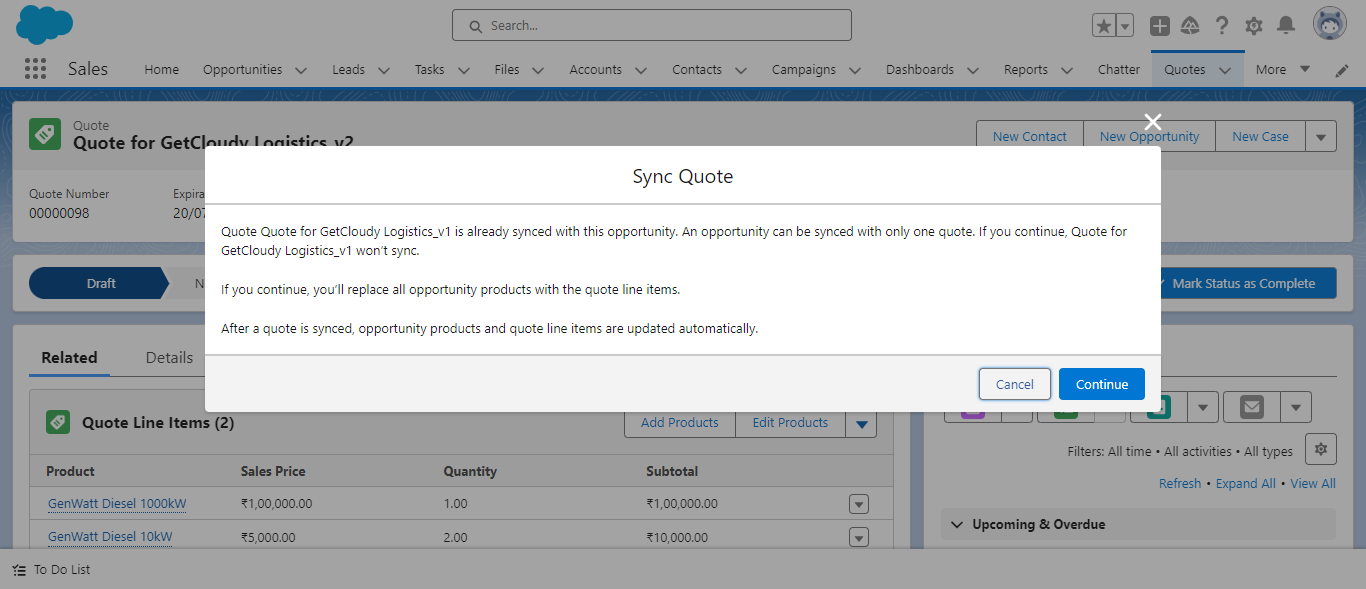 Search...
Sales
Home
Opportunities
Leads
Tasks
Files
Accounts
Contacts
Campaigns
Dashboards
Reports
Chatter
Quotes
More
Quote
Quote for GetCloudy Logistics_v2
New Contact
New Opportunity
New Case
Quote Number
00000098
Sync Quote
Quote Quote for GetCloudy Logistics_v1 is already synced with this opportunity. An opportunity can be synced with only one quote. If you continue, Quote for
GetCloudy Logistics_v1 won’t sync.
If you continue, you’ll replace all opportunity products with the quote line items.
After a quote is synced, opportunity products and quote line items are updated automatically.
Cancel
Continue
Draft
Mark Status as Complete
Related
Details
Quote Line Items (2)
Add Products
Edit Products
Product Sales Price Quantity Subtotal
GenWatt Diesel 1000kW ₹1,00,000.00 1.00 ₹1,00,000.00
GenWatt Diesel 10kW ₹5,000.00 2.00 ₹10,000.00
Filters: All time • All activities • All types
Refresh • Expand All • View All
Upcoming & Overdue
To Do List